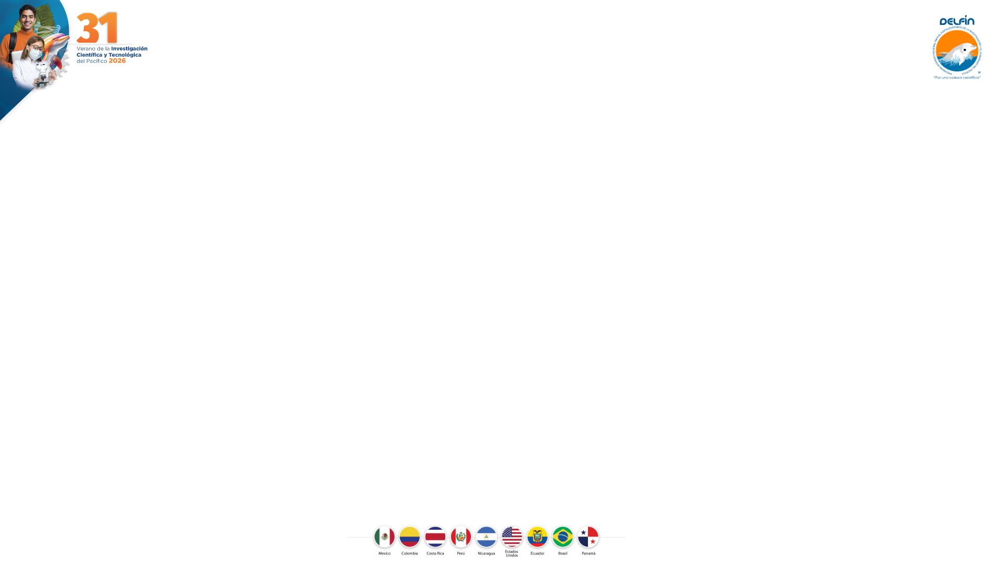 31
Verano de la Investigación
Científica y Tecnológica
del Pacífico 2026
DELFÍN
"Por una cultura científica"
Mexico
Colombia
Costa Rica
Perú
Nicaragua
Estados
Unidos
Ecuador
Brasil
Panamá